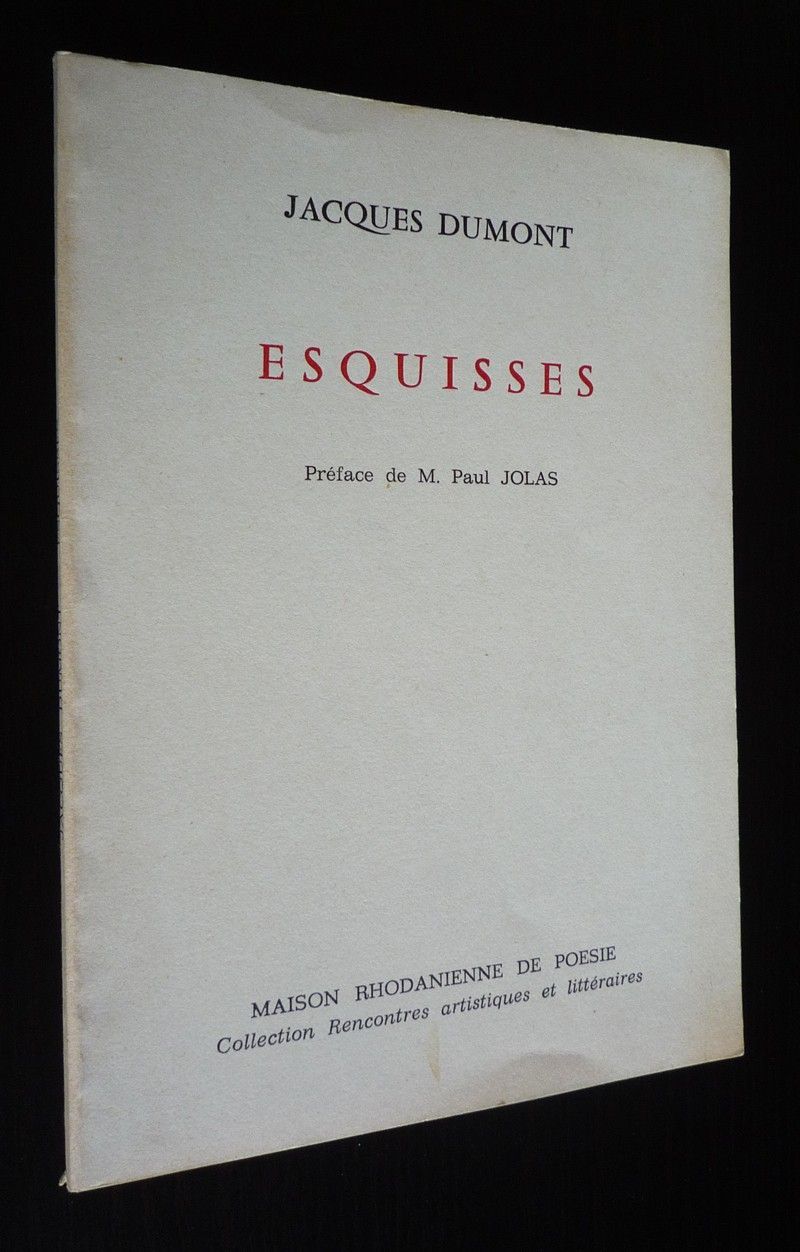 JACQUES DUMONT
ESQUISSES
Préface de M. Paul JOLAS
MAISON RHODANIENNE DE POESIE
Collection Rencontres artistiques et littéraires